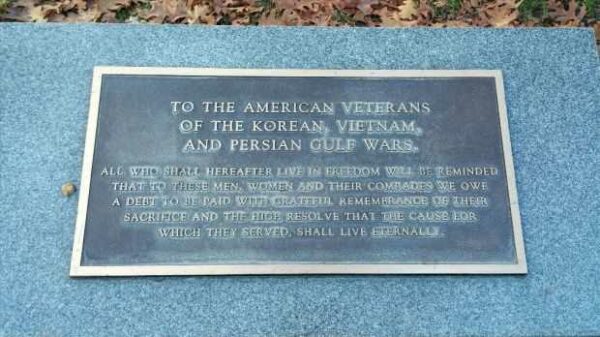 TO THE AMERICAN VETERANS
OF THE KOREAN, VIETNAM,
AND PERSIAN GULF WARS.
ALL WHO SHALL HEREAFTER LIVE IN FREEDOM WILL BE REMINDED
THAT TO THESE MEN, WOMEN AND THEIR COMRADES WE OWE
A DEBT TO BE PAID WITH GRATEFUL REMEMBRANCE OF THEIR
SACRIFICE AND THE HIGH RESOLVE THAT THE CAUSE FOR
WHICH THEY SERVED, SHALL LIVE ETERNALLY.